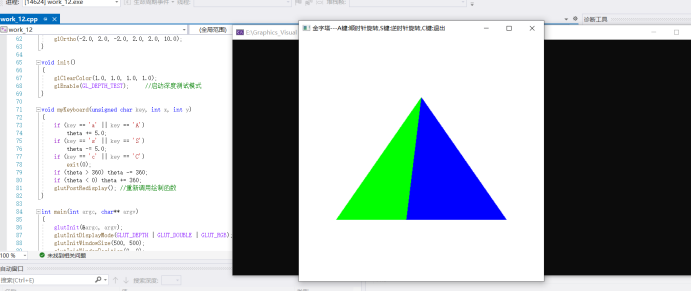 进程: [14624] work_12.exe
work_12.cpp
诊断工具
work_12
(全局范围)
E:\Graphics_Visual
金字塔---A键:顺时针旋转,S键:逆时针旋转,C键:退出
62 glOrtho(-2.0, 2.0, -2.0, 2.0, 2.0, 10.0);
63 }
64
65 void init()
66 {
67 glClearColor(1.0, 1.0, 1.0, 1.0);
68 glEnable(GL_DEPTH_TEST); //启动深度测试模式
69 }
70
71 void myKeyboard(unsigned char key, int x, int y)
72 {
73 if (key == 'a' || key == 'A')
74 theta += 5.0;
75 if (key == 's' || key == 'S')
76 theta -= 5.0;
77 if (key == 'c' || key == 'C')
78 exit(0);
79 if (theta > 360) theta -= 360;
80 if (theta < 0) theta += 360;
81 glutPostRedisplay(); //重新调用绘制函数
82 }
83
84 int main(int argc, char** argv)
85 {
86 glutInit(&argc, argv);
87 glutInitDisplayMode(GLUT_DEPTH | GLUT_DOUBLE | GLUT_RGB);
88 glutInitWindowSize(500, 500);
100 %
未找到相关问题
自动窗口
搜索(Ctrl+E)
搜索深度: